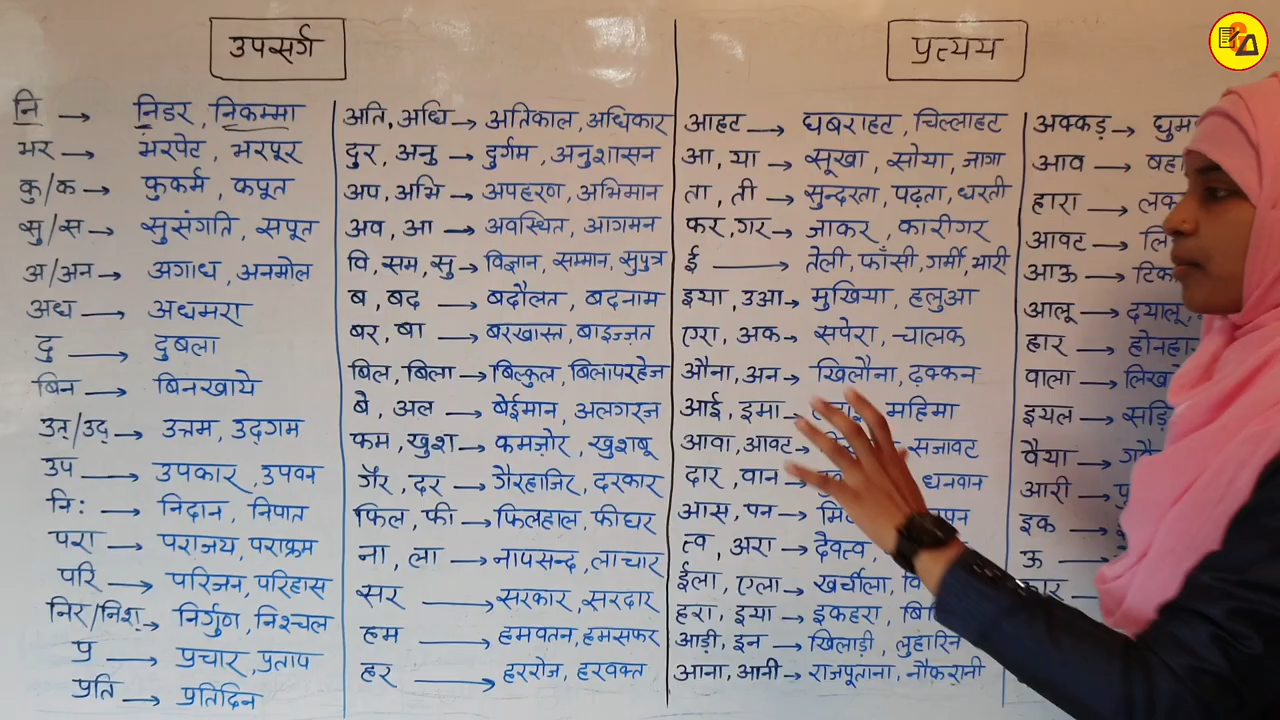 उपसर्ग
नि → निडर, निकम्मा
भर → भरपेट, भरपूर
कु/क → कुकर्म, कपूत
सु/स → सुसंगति, सपूत
अ/अन → अगाध, अनमोल
अध → अधमरा
दु → दुबला
बिन → बिनखाये
उत्/उद् → उत्तम, उद्गम
उप → उपकार, उपवन
नि: → निदान, निपात
परा → पराजय, पराक्रम
परि → परिजन, परिहास
निर/निश् → निर्गुण, निश्चल
प्र → प्रचार, प्रताप
प्रति → प्रतिदिन
अति, अधि → अतिकाल, अधिकार
दुर, अनु → दुर्गम, अनुशासन
अप, अभि → अपहरण, अभिमान
अव, आ → अवस्थित, आगमन
वि, सम, सु → विज्ञान, सम्मान, सुपुत्र
ब, बद → बदौलत, बदनाम
बर, बा → बरखास्त, बाइज्ज़त
बिल, बिला → बिल्कुल, बिलापरहेज
बे, अल → बेईमान, अलगरज
कम, खुश → कमज़ोर, खुशबू
गैर, दर → गैरहाजिर, दरकार
फिल, फी → फिलहाल, फीघर
ना, ला → नापसन्द, लाचार
सर → सरकार, सरदार
हम → हमवतन, हमसफर
हर → हररोज, हरवक्त
प्रत्यय
आहट → घबराहट, चिल्लाहट
आ, या → सूखा, सोया, जागा
ता, ती → सुन्दरता, पढ़ता, धरती
कर, गर → जाकर, कारीगर
ई → तेली, फाँसी, गर्मी, भारी
इया, उआ → मुखिया, हलुआ
एरा, अक → सपेरा, चालक
औना, अन → खिलौना, ढ़क्कन
आई, इमा → महिमा
आवा, आवट → सजावट
दार, वान → धनवान
आस, पन →
त्व, अरा → देवत्व,
ईला, एला → खर्चीला,
हरा, इया → इकहरा,
आड़ी, इन → खिलाड़ी, लुहारिन
आना, आनी → राजपूताना, नौकरानी
अक्कड़ →
आव →
हारा →
आवट →
आऊ →
आलू → दयालू,
हार →
वाला →
इयल →
वैया →
आरी →
इक →
ऊ →